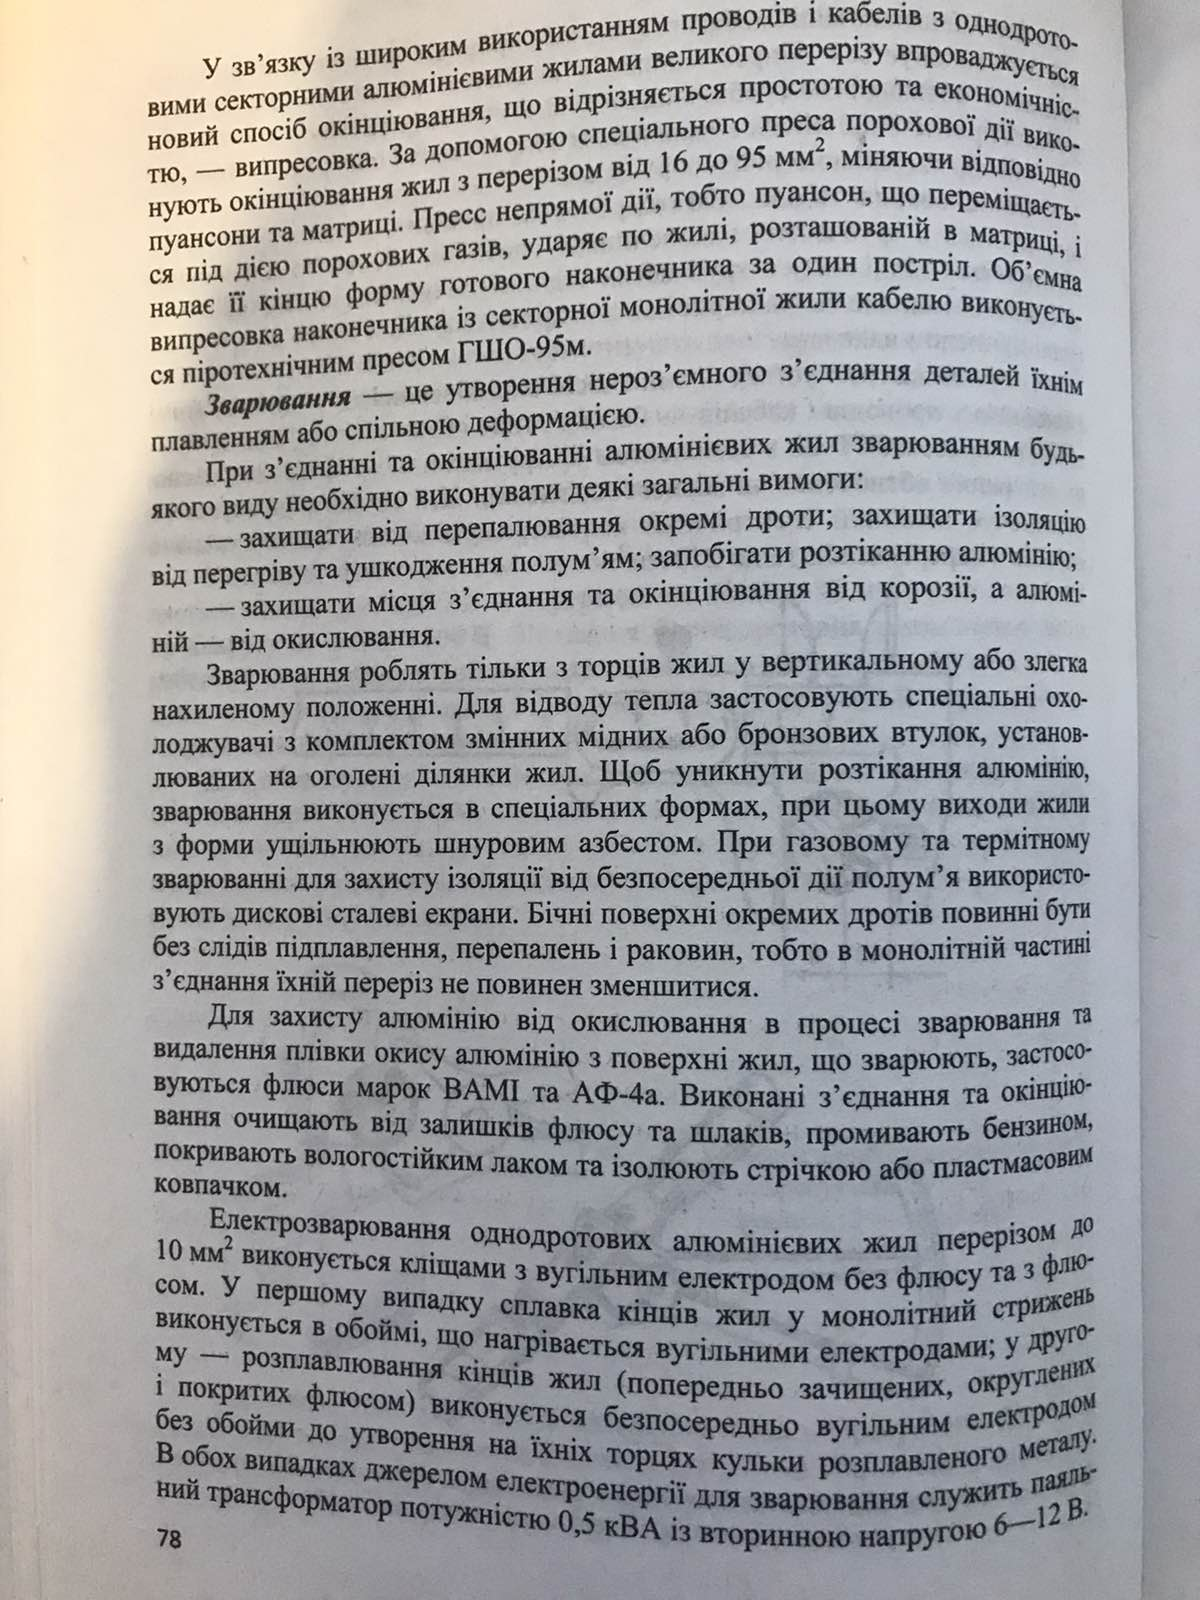 У зв’язку із широким використанням проводів і кабелів з однодрото-
вими секторними алюмінієвими жилами великого перерізу впроваджується
новий спосіб окінціювання, що відрізняється простотою та економічніс-
тю, — випресовка. За допомогою спеціального преса порохової дії вико-
нують окінціювання жил з перерізом від 16 до 95 мм², міняючи відповідно
пуансони та матриці. Пресс непрямої дії, тобто пуансон, що переміщаєть-
ся під дією порохових газів, ударяє по жилі, розташованій в матриці, і
надає її кінцю форму готового наконечника за один постріл. Об’ємна
випресовка наконечника із секторної монолітної жили кабелю виконуєть-
ся піротехнічним пресом ГШО-95м.
Зварювання — це утворення нероз’ємного з’єднання деталей їхнім
плавленням або спільною деформацією.
При з’єднанні та окінціюванні алюмінієвих жил зварюванням будь-
якого виду необхідно виконувати деякі загальні вимоги:
— захищати від перепалювання окремі дроти; захищати ізоляцію
від перегріву та ушкодження полум’ям; запобігати розтіканню алюмінію;
— захищати місця з’єднання та окінціювання від корозії, а алюмі-
ній — від окислювання.
Зварювання роблять тільки з торців жил у вертикальному або злегка
нахиленому положенні. Для відводу тепла застосовують спеціальні охо-
лоджувачі з комплектом змінних мідних або бронзових втулок, установ-
люваних на оголені ділянки жил. Щоб уникнути розтікання алюмінію,
зварювання виконується в спеціальних формах, при цьому виходи жили
з форми ущільнюють шнуровим азбестом. При газовому та термітному
зварюванні для захисту ізоляції від безпосередньої дії полум’я використо-
вують дискові сталеві екрани. Бічні поверхні окремих дротів повинні бути
без слідів підплавлення, перепалень і раковин, тобто в монолітній частині
з’єднання їхній переріз не повинен зменшитися.
Для захисту алюмінію від окислювання в процесі зварювання та
видалення плівки окису алюмінію з поверхні жил, що зварюють, застосо-
вуються флюси марок ВАМІ та АФ-4а. Виконані з’єднання та окінцію-
вання очищають від залишків флюсу та шлаків, промивають бензином,
покривають вологостійким лаком та ізолюють стрічкою або пластмасовим
ковпачком.
Електрозварювання однодротових алюмінієвих жил перерізом до
10 мм² виконується кліщами з вугільним електродом без флюсу та з флю-
сом. У першому випадку сплавка кінців жил у монолітний стрижень
виконується в обоймі, що нагрівається вугільними електродами; у друго-
му — розплавлювання кінців жил (попередньо зачищених, округлених
і покритих флюсом) виконується безпосередньо вугільним електродом
без обойми до утворення на їхніх торцях кульки розплавленого металу.
В обох випадках джерелом електроенергії для зварювання служить паяль-
ний трансформатор потужністю 0,5 кВА із вторинною напругою 6—12 В.
78